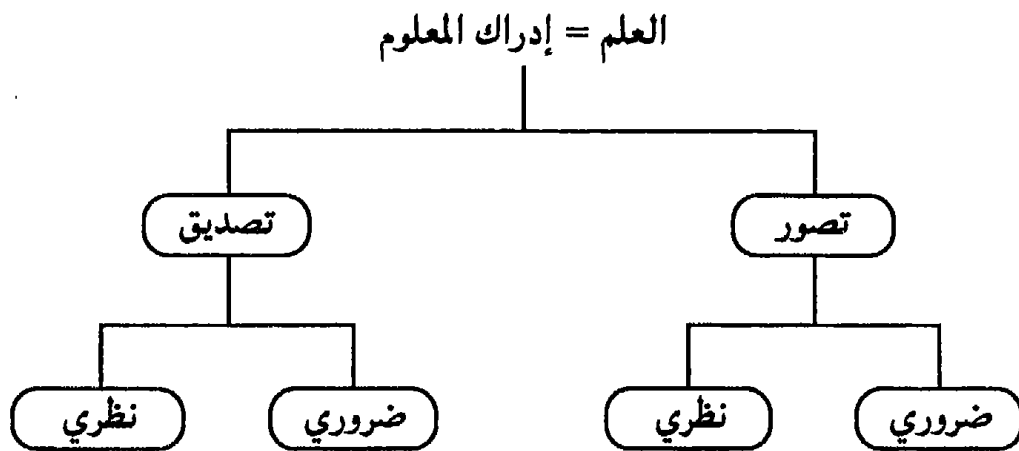 العلم = إدراك المعلوم
تصور
تصديق
ضروري
نظري
ضروري
نظري